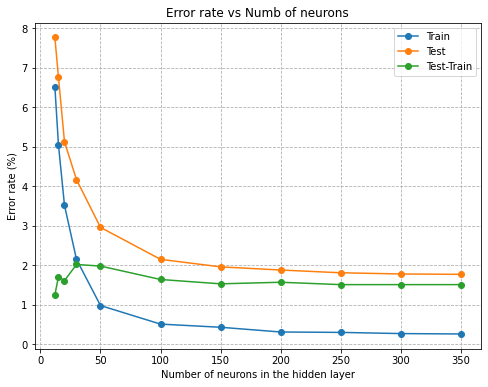 Error rate vs Numb of neurons
Error rate (%)
8
7
6
5
4
3
2
1
0
Train
Test
Test-Train
0 50 100 150 200 250 300 350
Number of neurons in the hidden layer